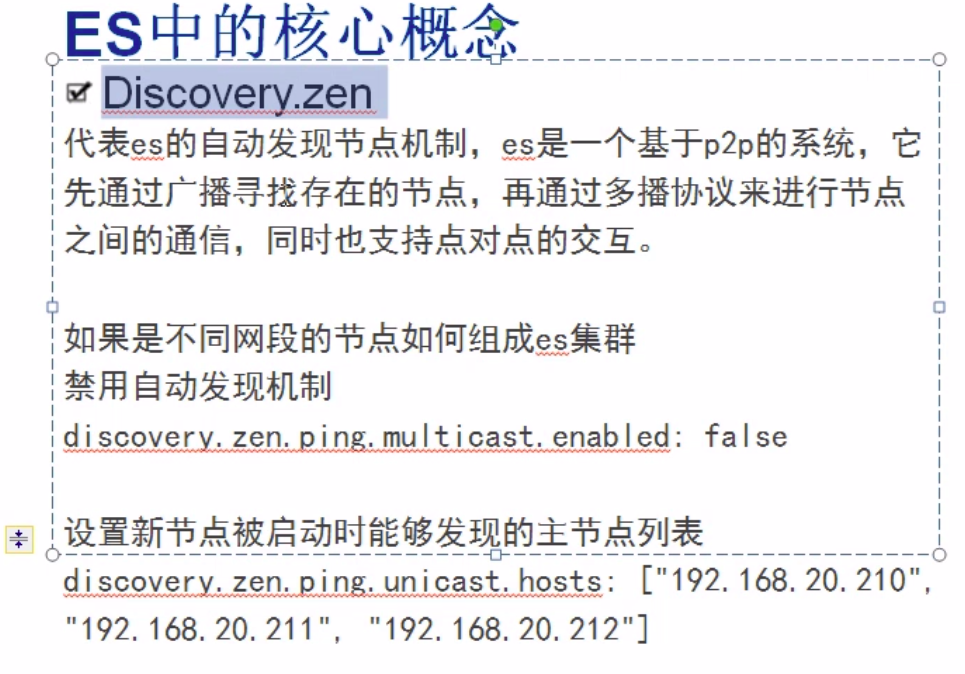 ES中的核心概念
Discovery.zen
代表es的自动发现节点机制，es是一个基于p2p的系统，它
先通过广播寻找存在的节点，再通过多播协议来进行节点
之间的通信，同时也支持点对点的交互。
如果是不同网段的节点如何组成es集群
禁用自动发现机制
discovery.zen.ping.multicast.enabled: false
设置新节点被启动时能够发现的主节点列表
discovery.zen.ping.unicast.hosts: ["192.168.20.210",
"192.168.20.211", "192.168.20.212"]